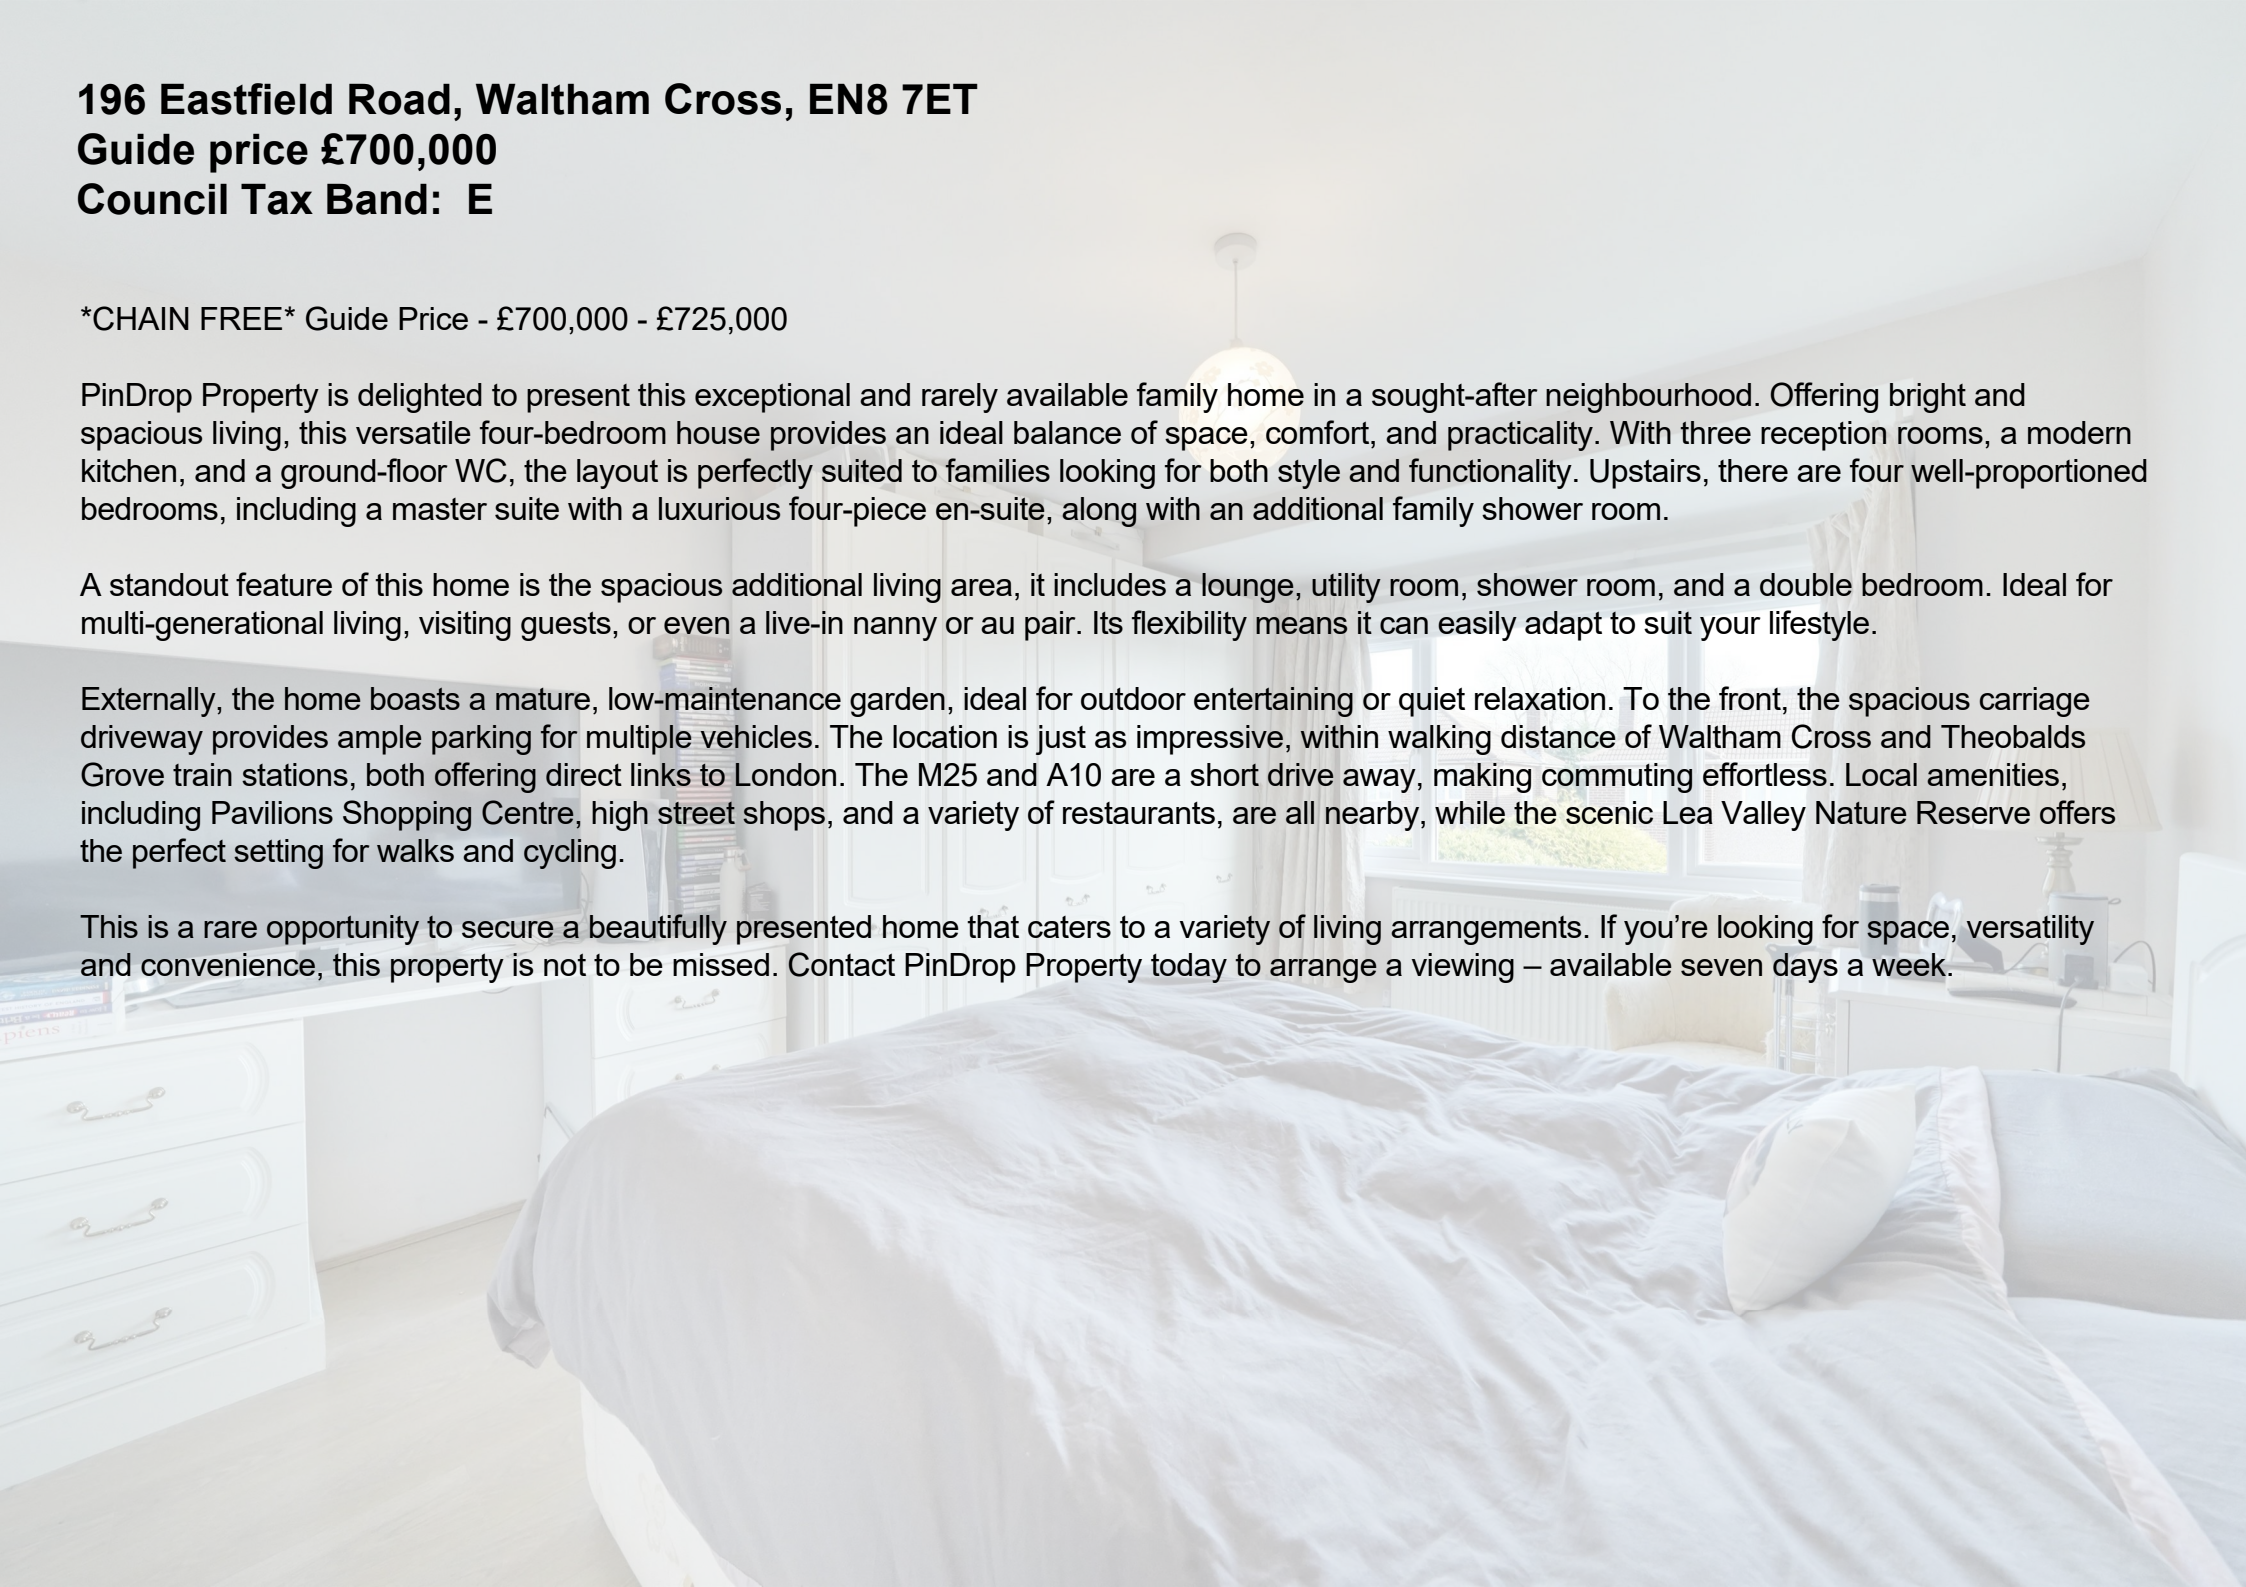 196 Eastfield Road, Waltham Cross, EN8 7ET
Guide price £700,000
Council Tax Band:  E
*CHAIN FREE* Guide Price - £700,000 - £725,000
PinDrop Property is delighted to present this exceptional and rarely available family home in a sought-after neighbourhood. Offering bright and
spacious living, this versatile four-bedroom house provides an ideal balance of space, comfort, and practicality. With three reception rooms, a modern
kitchen, and a ground-floor WC, the layout is perfectly suited to families looking for both style and functionality. Upstairs, there are four well-proportioned
bedrooms, including a master suite with a luxurious four-piece en-suite, along with an additional family shower room.
A standout feature of this home is the spacious additional living area, it includes a lounge, utility room, shower room, and a double bedroom. Ideal for
multi-generational living, visiting guests, or even a live-in nanny or au pair. Its flexibility means it can easily adapt to suit your lifestyle.
Externally, the home boasts a mature, low-maintenance garden, ideal for outdoor entertaining or quiet relaxation. To the front, the spacious carriage
driveway provides ample parking for multiple vehicles. The location is just as impressive, within walking distance of Waltham Cross and Theobalds
Grove train stations, both offering direct links to London. The M25 and A10 are a short drive away, making commuting effortless. Local amenities,
including Pavilions Shopping Centre, high street shops, and a variety of restaurants, are all nearby, while the scenic Lea Valley Nature Reserve offers
the perfect setting for walks and cycling.
This is a rare opportunity to secure a beautifully presented home that caters to a variety of living arrangements. If you’re looking for space, versatility
and convenience, this property is not to be missed. Contact PinDrop Property today to arrange a viewing – available seven days a week.